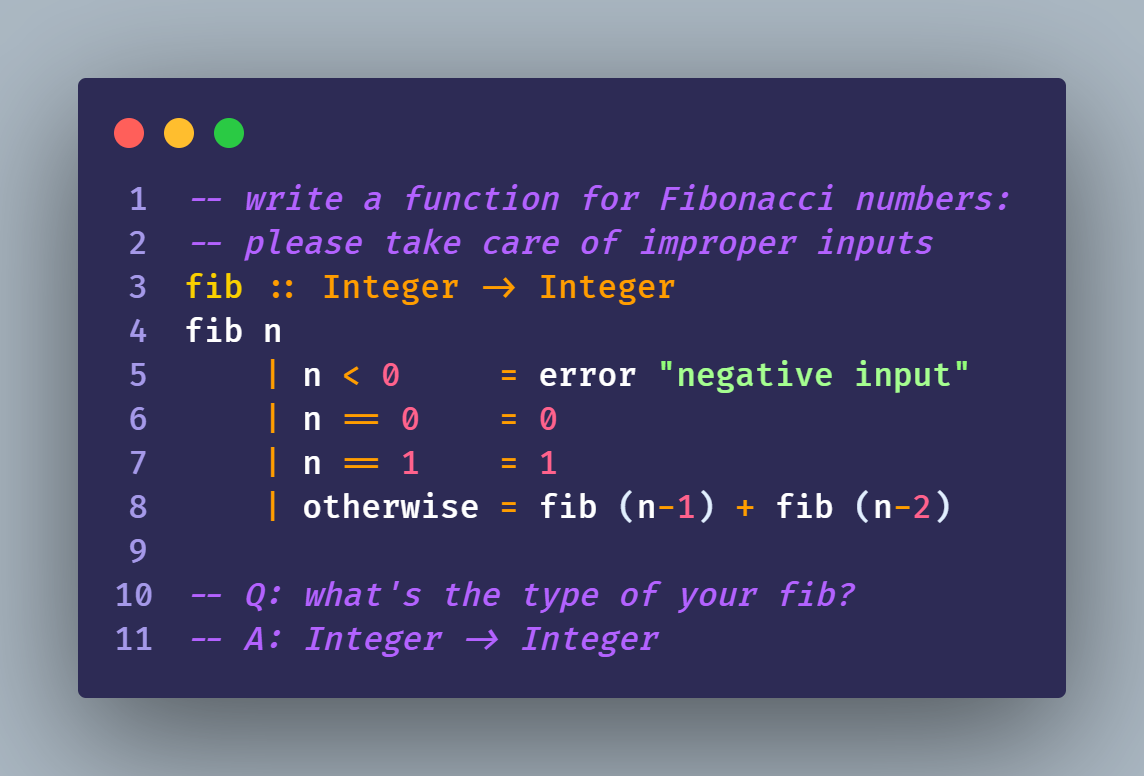 1 -- write a function for Fibonacci numbers:
2 -- please take care of improper inputs
3 fib :: Integer -> Integer
4 fib n
5     | n < 0     = error "negative input"
6     | n == 0    = 0
7     | n == 1    = 1
8     | otherwise = fib (n-1) + fib (n-2)
9
10 -- Q: what's the type of your fib?
11 -- A: Integer -> Integer